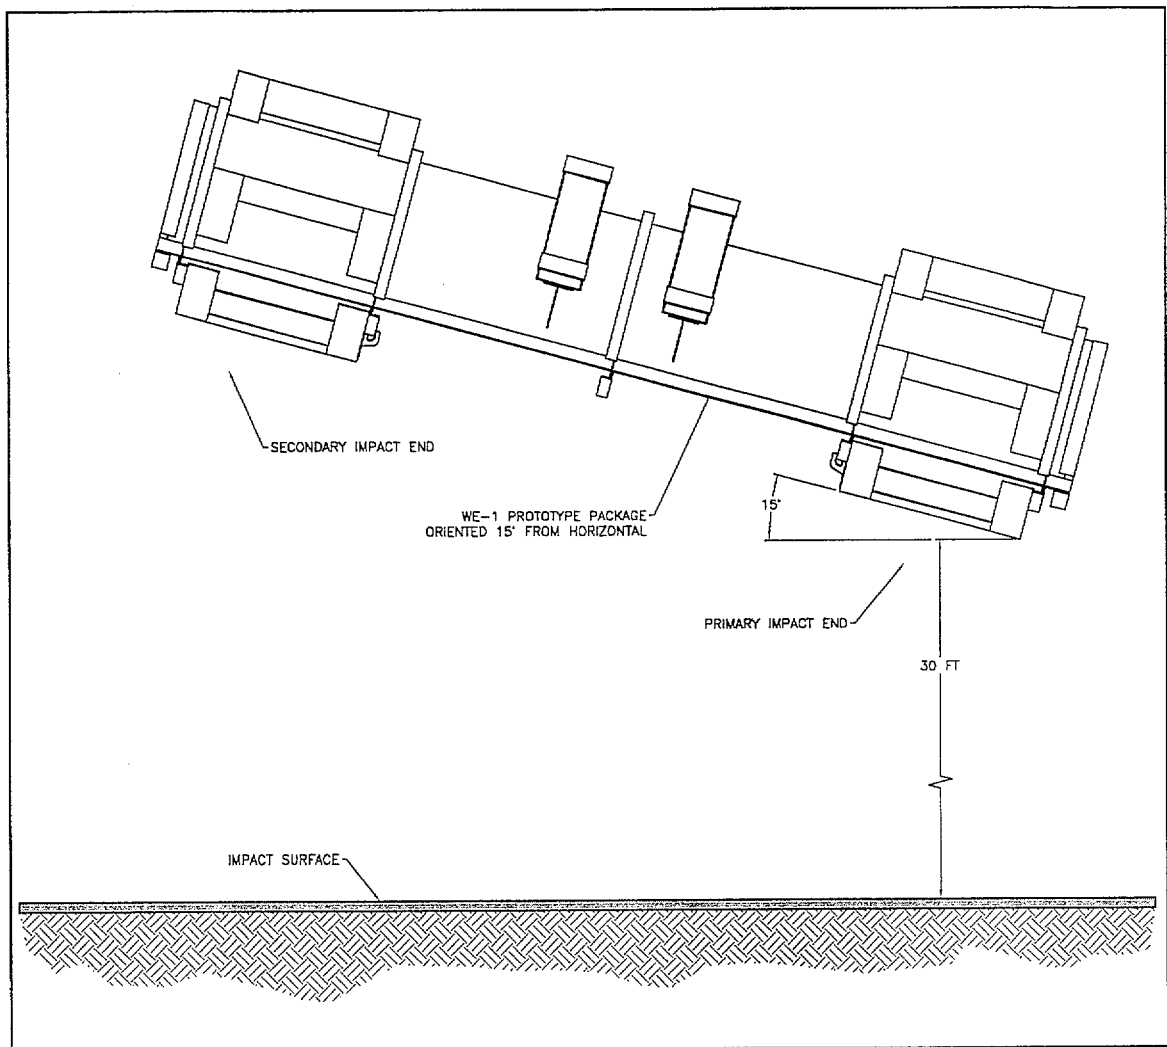 SECONDARY IMPACT END
WE-1 PROTOTYPE PACKAGE
ORIENTED 15° FROM HORIZONTAL
15°
PRIMARY IMPACT END
30 FT
IMPACT SURFACE